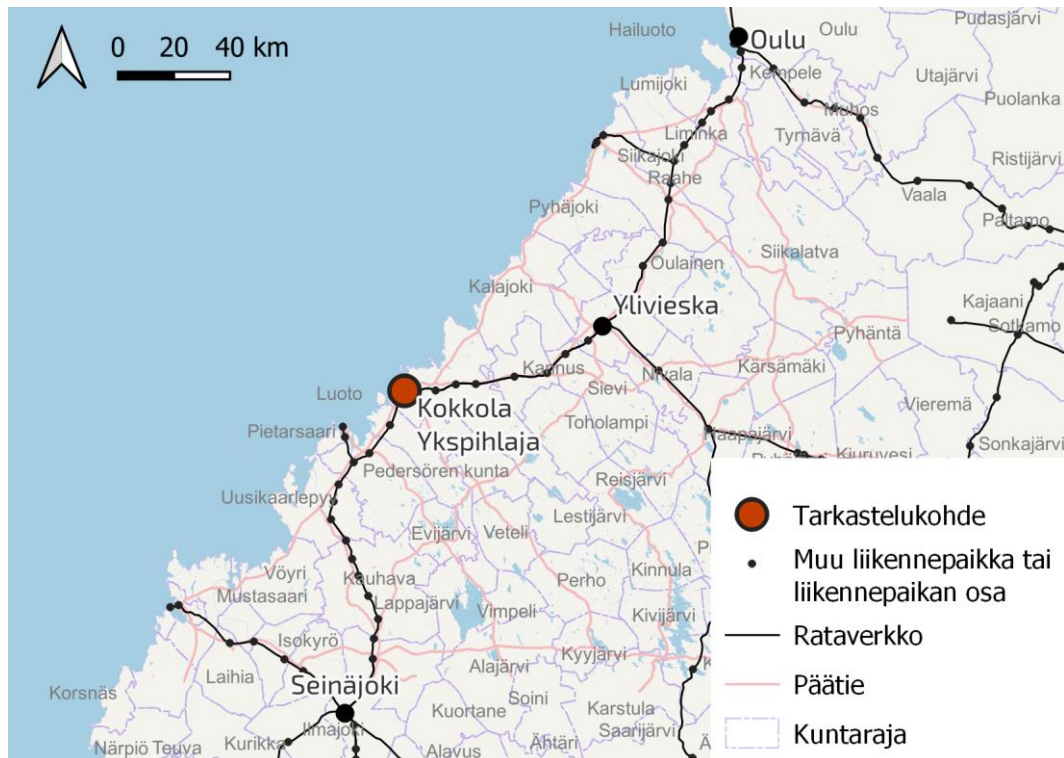 0 20 40 km
Hailuoto
Oulu
Pudasjärvi
Oulu
Kempele
Utajärvi
Lumijoki
Puolanka
Muhos
Liminka
Tyrnävä
Siikajoki
Ristijärvi
Raahe
Vaala
Pyhäjoki
Paltamo
Siikalatva
Oulainen
Kalajoki
Ylivieska
Kajaani
Sotkamo
Pyhäntä
Kannus
Nivala
Kärsämäki
Luoto
Sievi
Kokkola
Ykspihlaja
Toholampi
Vieremä
Pietarsaari
Haapajärvi
Sonkajärvi
Kiuruvesi
Pedersören kunta
Reisjärvi
Uusikaarlepyy
Lestijärvi
Evijärvi
Veteli
Vöyri
Kauhava
Perho
Kinnula
Mustasaari
Lappajärvi
Vimpeli
Kivijärvi
Isokyrö
Kyyjärvi
Laihia
Alajärvi
Korsnäs
Seinäjoki
Soini
Karstula
Kuortane
Saarijärvi
Ilmajoki
Närpiö
Teuva
Kurikka
Alavus
Ähtäri
Tarkastelukohde
Muu liikennepaikka tai
liikennepaikan osa
Rataverkko
Päätie
Kuntaraja